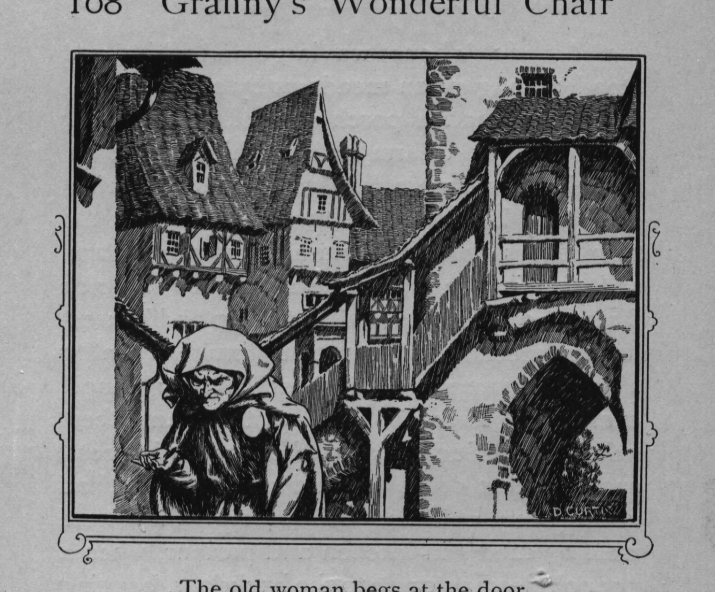 108 Granny's Wonderful Chair
D. CURTIS
The old woman begs at the door